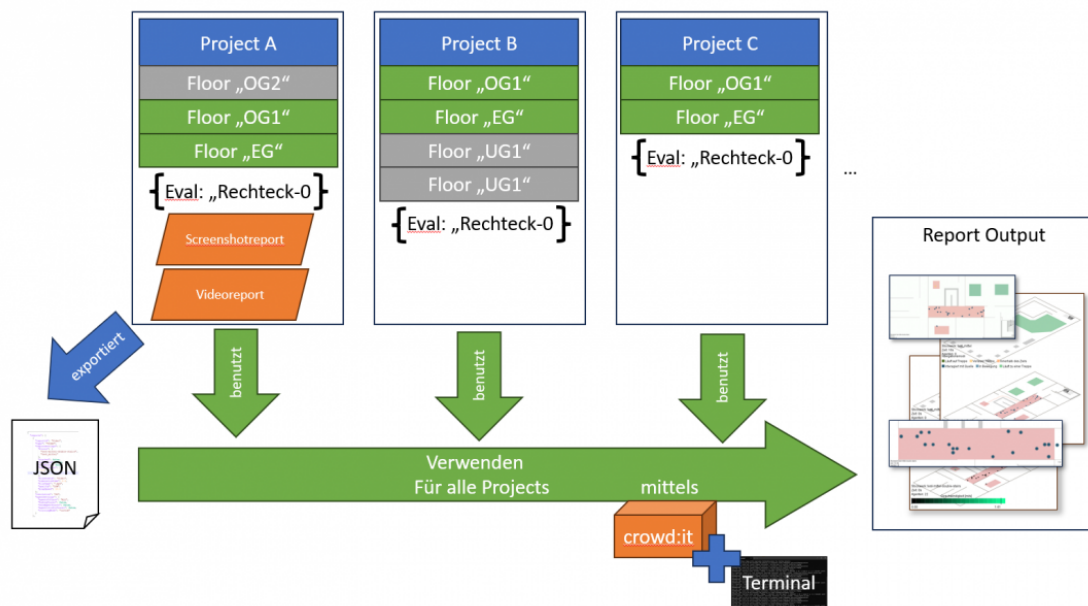 Project A
Floor „OG2“
Floor „OG1“
Floor „EG“
Eval: „Rechteck-0
Screenshotreport
Videoreport
Project B
Floor „OG1“
Floor „EG“
Floor „UG1“
Floor „UG1“
Eval: „Rechteck-0
Project C
Floor „OG1“
Floor „EG“
Eval: „Rechteck-0
...
Report Output
exportiert
benutzt
benutzt
benutzt
JSON
Verwenden
Für alle Projects
mittels
crowd:it
Terminal